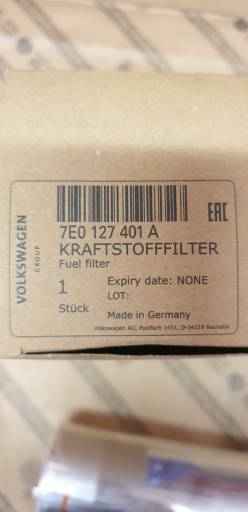 VOLKSWAGEN
GROUP
EAC
7E0 127 401 A
KRAFTSTOFFFILTER
Fuel filter
1
Stück
Expiry date: NONE
LOT:
Made in Germany
Volkswagen AG, Postfach 1451, D-34219 Baunatal